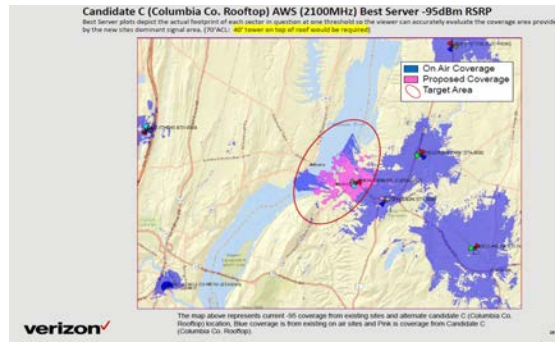 Candidate C (Columbia Co. Rooftop) AWS (2100MHz) Best Server -95dBm RSRP
Best Server plots depict the actual footprint of each sector in question at one threshold so the viewer can accurately evaluate the coverage area provide
by the new sites dominant signal area. (70'ACL: 40' tower on top of roof would be required)
On Air Coverage
Proposed Coverage
Target Area
The map above represents current -95 coverage from existing sites and alternate candidate C (Columbia Co.
Rooftop) location, Blue coverage is from existing on air sites and Pink is coverage from Candidate C
(Columbia Co. Rooftop).
verizon